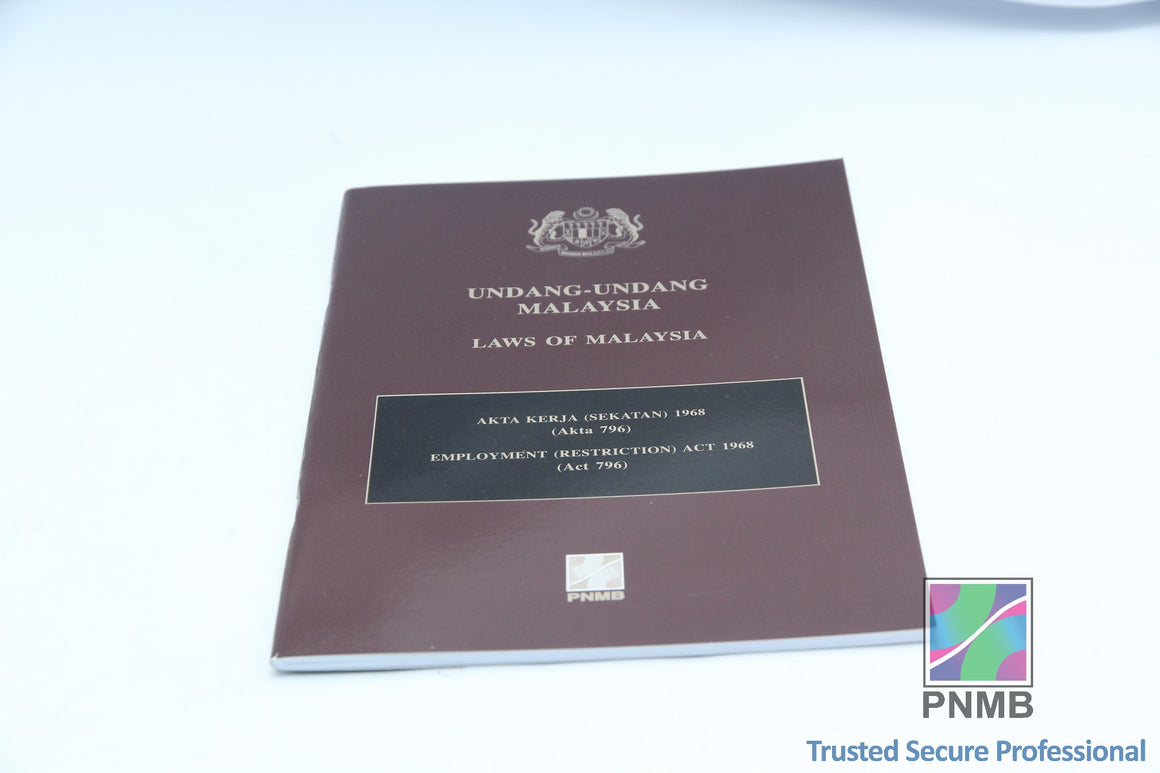 UNDANG-UNDANG
MALAYSIA
LAWS OF MALAYSIA
AKTA KERJA (SEKATAN) 1968
(Akta 796)
EMPLOYMENT (RESTRICTION) ACT 1968
(Act 796)
PNMB
PNMB
Trusted Secure Professional